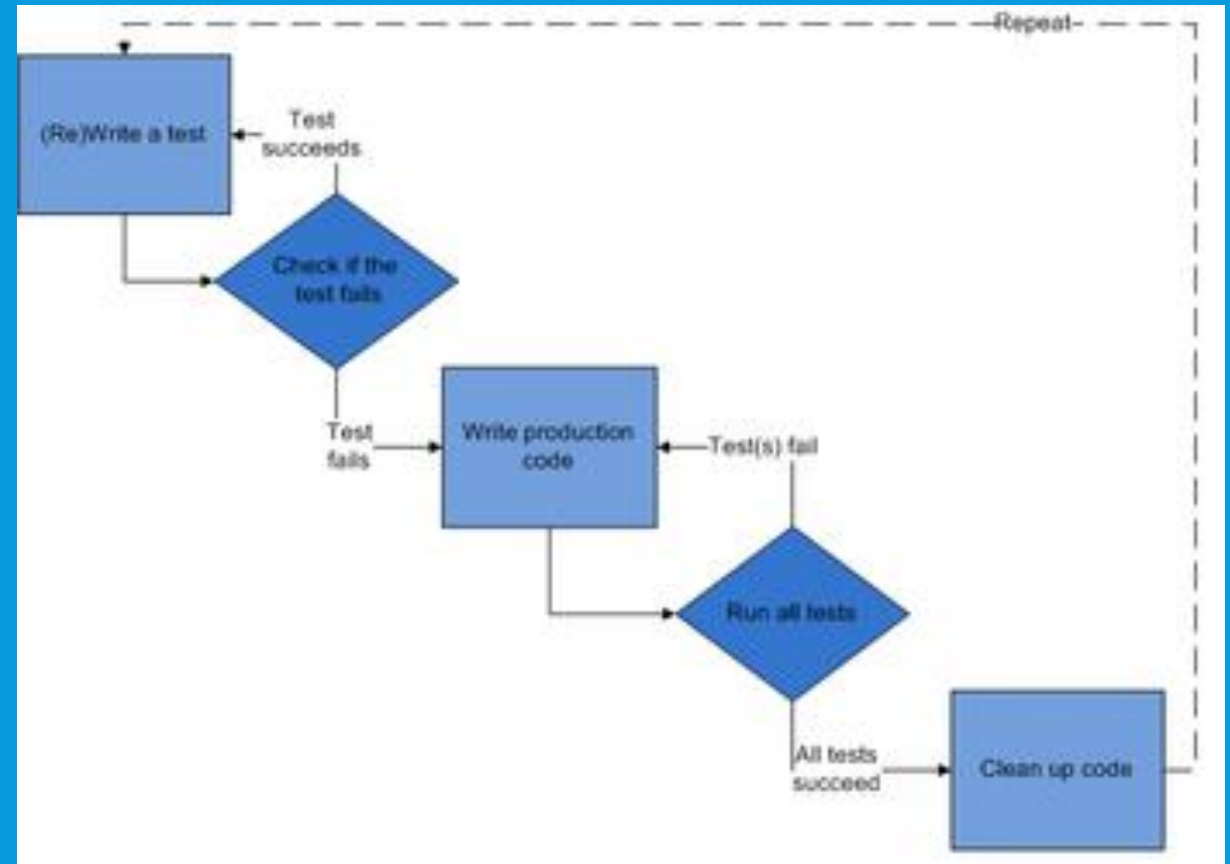 Repeat
(Re)Write a test
Test
succeeds
Check if the
test fails
Test
fails
Write production
code
Test(s) fail
Run all tests
All tests
succeed
Clean up code